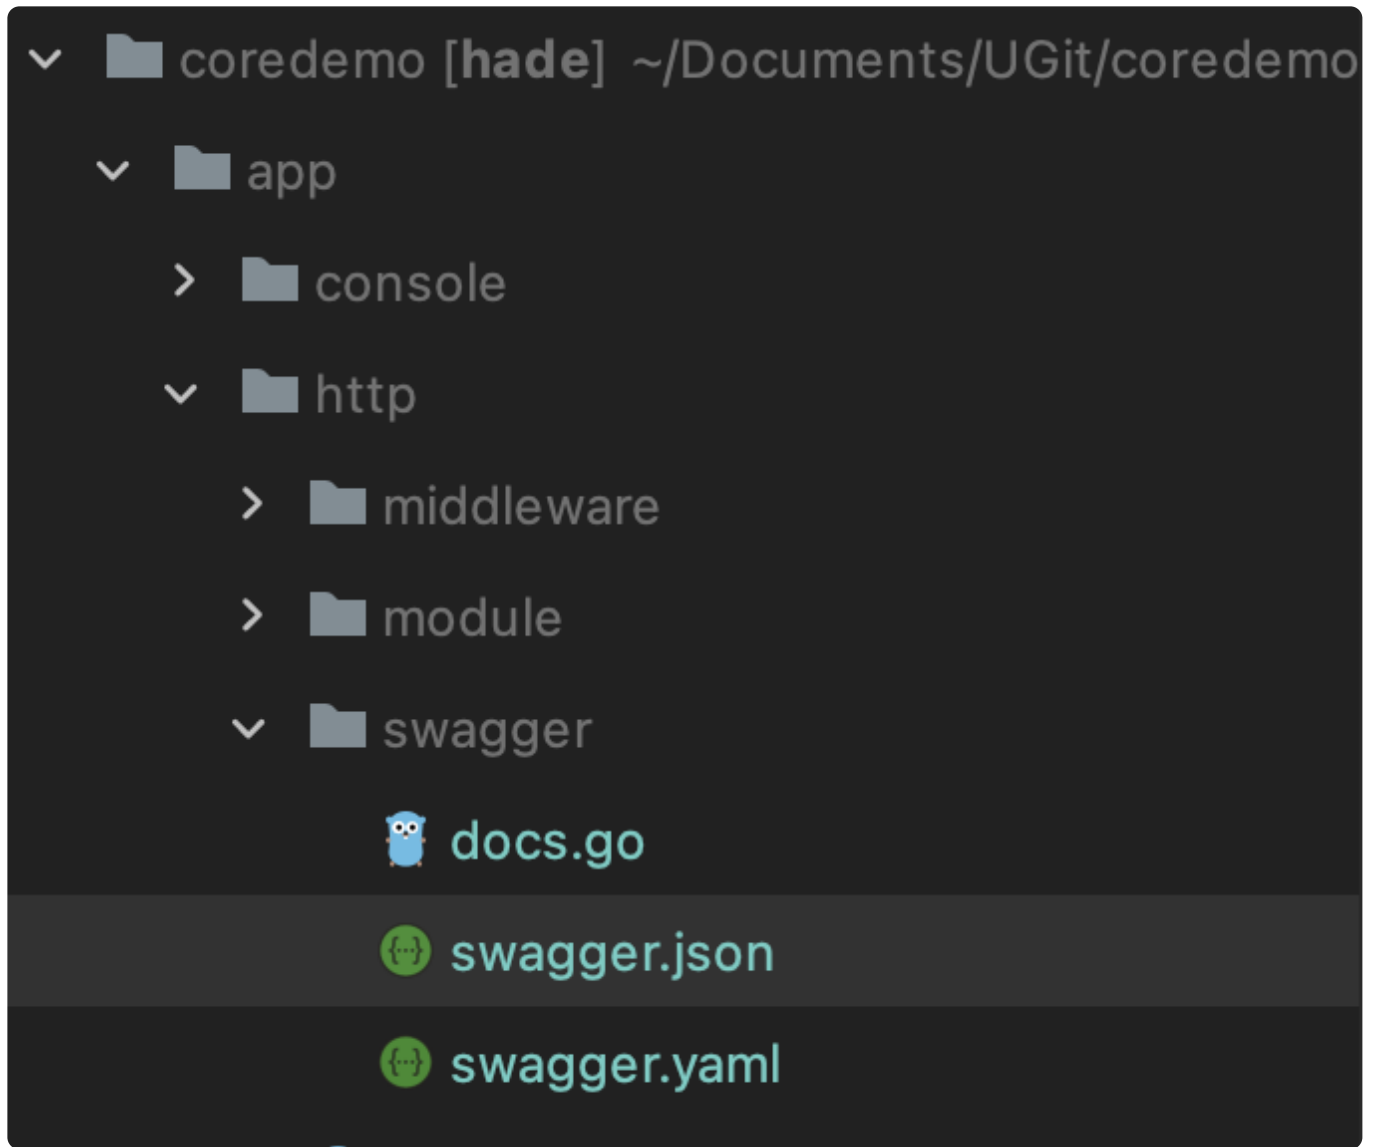 coredemo [hade] ~/Documents/UGit/coredemo
app
console
http
middleware
module
swagger
docs.go
swagger.json
swagger.yaml